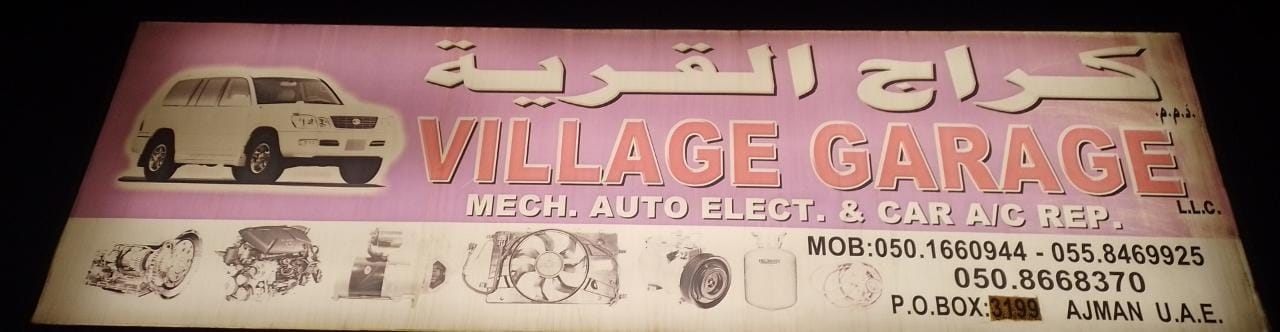 كراج القرية
ذ.م.م.
VILLAGE GARAGE
L.L.C.
MECH. AUTO ELECT. & CAR A/C REP.
MOB:050.1660944 - 055.8469925
050.8668370
P.O.BOX:3199 AJMAN U.A.E.